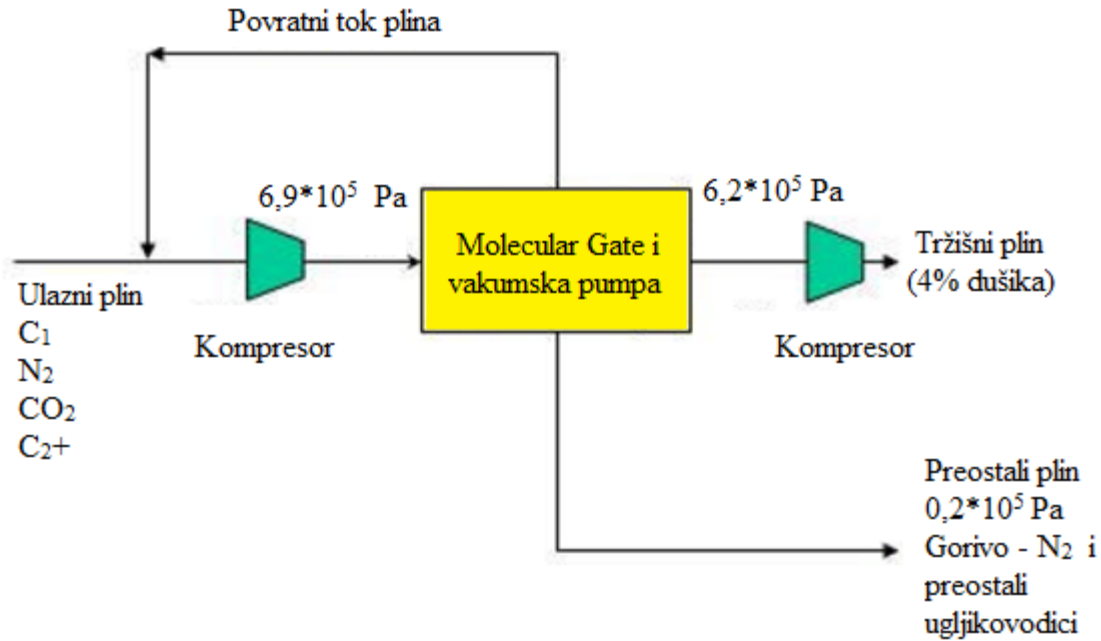 Povratni tok plina
6,9*10⁵ Pa
6,2*10⁵ Pa
Molecular Gate i
vakumska pumpa
Tržišni plin
(4% dušika)
Ulazni plin
C₁
N₂
CO₂
C₂+
Kompresor
Kompresor
Preostali plin
0,2*10⁵ Pa
Gorivo - N₂ i
preostali
ugljikovodici